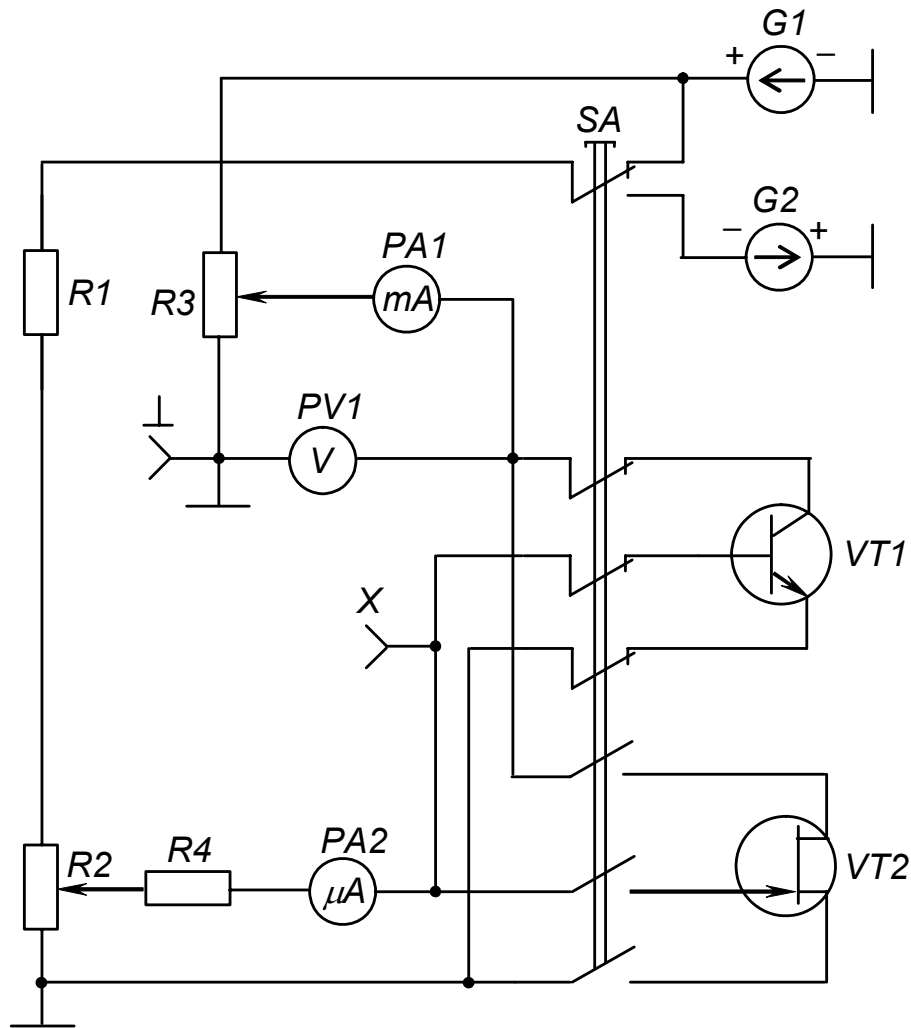 G1
+ −
SA
G2
− +
PA1
R1
R3
mA
PV1
⊥
V
VT1
X
R4
PA2
R2
VT2
μA